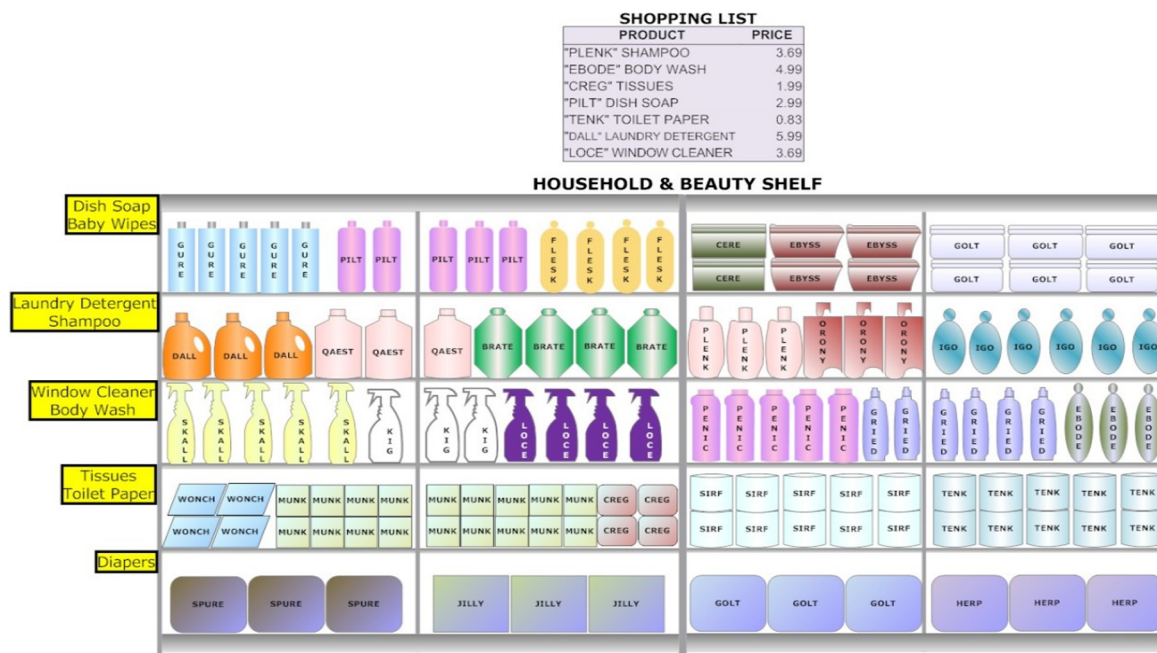 SHOPPING LIST
PRODUCT PRICE
"PLENK" SHAMPOO 3.69
"EBODE" BODY WASH 4.99
"CREG" TISSUES 1.99
"PILT" DISH SOAP 2.99
"TENK" TOILET PAPER 0.83
"DALL" LAUNDRY DETERGENT 5.99
"LOCE" WINDOW CLEANER 3.69
HOUSEHOLD & BEAUTY SHELF
Dish Soap
Baby Wipes
GURE GURE GURE GURE GURE PILT PILT PILT PILT PILT FLESK FLESK FLESK FLESK
CERE EBYSS EBYSS GOLT GOLT GOLT
CERE EBYSS EBYSS GOLT GOLT GOLT
Laundry Detergent
Shampoo
DALL DALL DALL QAEST QAEST QAEST BRATE BRATE BRATE BRATE PLENK PLENK PLENK ORONY ORONY ORONY IGO IGO IGO IGO IGO IGO
Window Cleaner
Body Wash
SKALL SKALL SKALL SKALL SKALL KIG KIG KIG LOCE LOCE LOCE LOCE PENIC PENIC PENIC PENIC PENIC GRIED GRIED GRIED GRIED GRIED GRIED EBODE EBODE EBODE
Tissues
Toilet Paper
WONCH WONCH MUNK MUNK MUNK MUNK MUNK MUNK MUNK MUNK MUNK CREG CREG SIRF SIRF SIRF SIRF SIRF TENK TENK TENK TENK TENK
WONCH WONCH MUNK MUNK MUNK MUNK MUNK MUNK MUNK MUNK MUNK CREG CREG SIRF SIRF SIRF SIRF SIRF TENK TENK TENK TENK TENK
Diapers
SPURE SPURE SPURE JILLY JILLY JILLY GOLT GOLT GOLT HERP HERP HERP